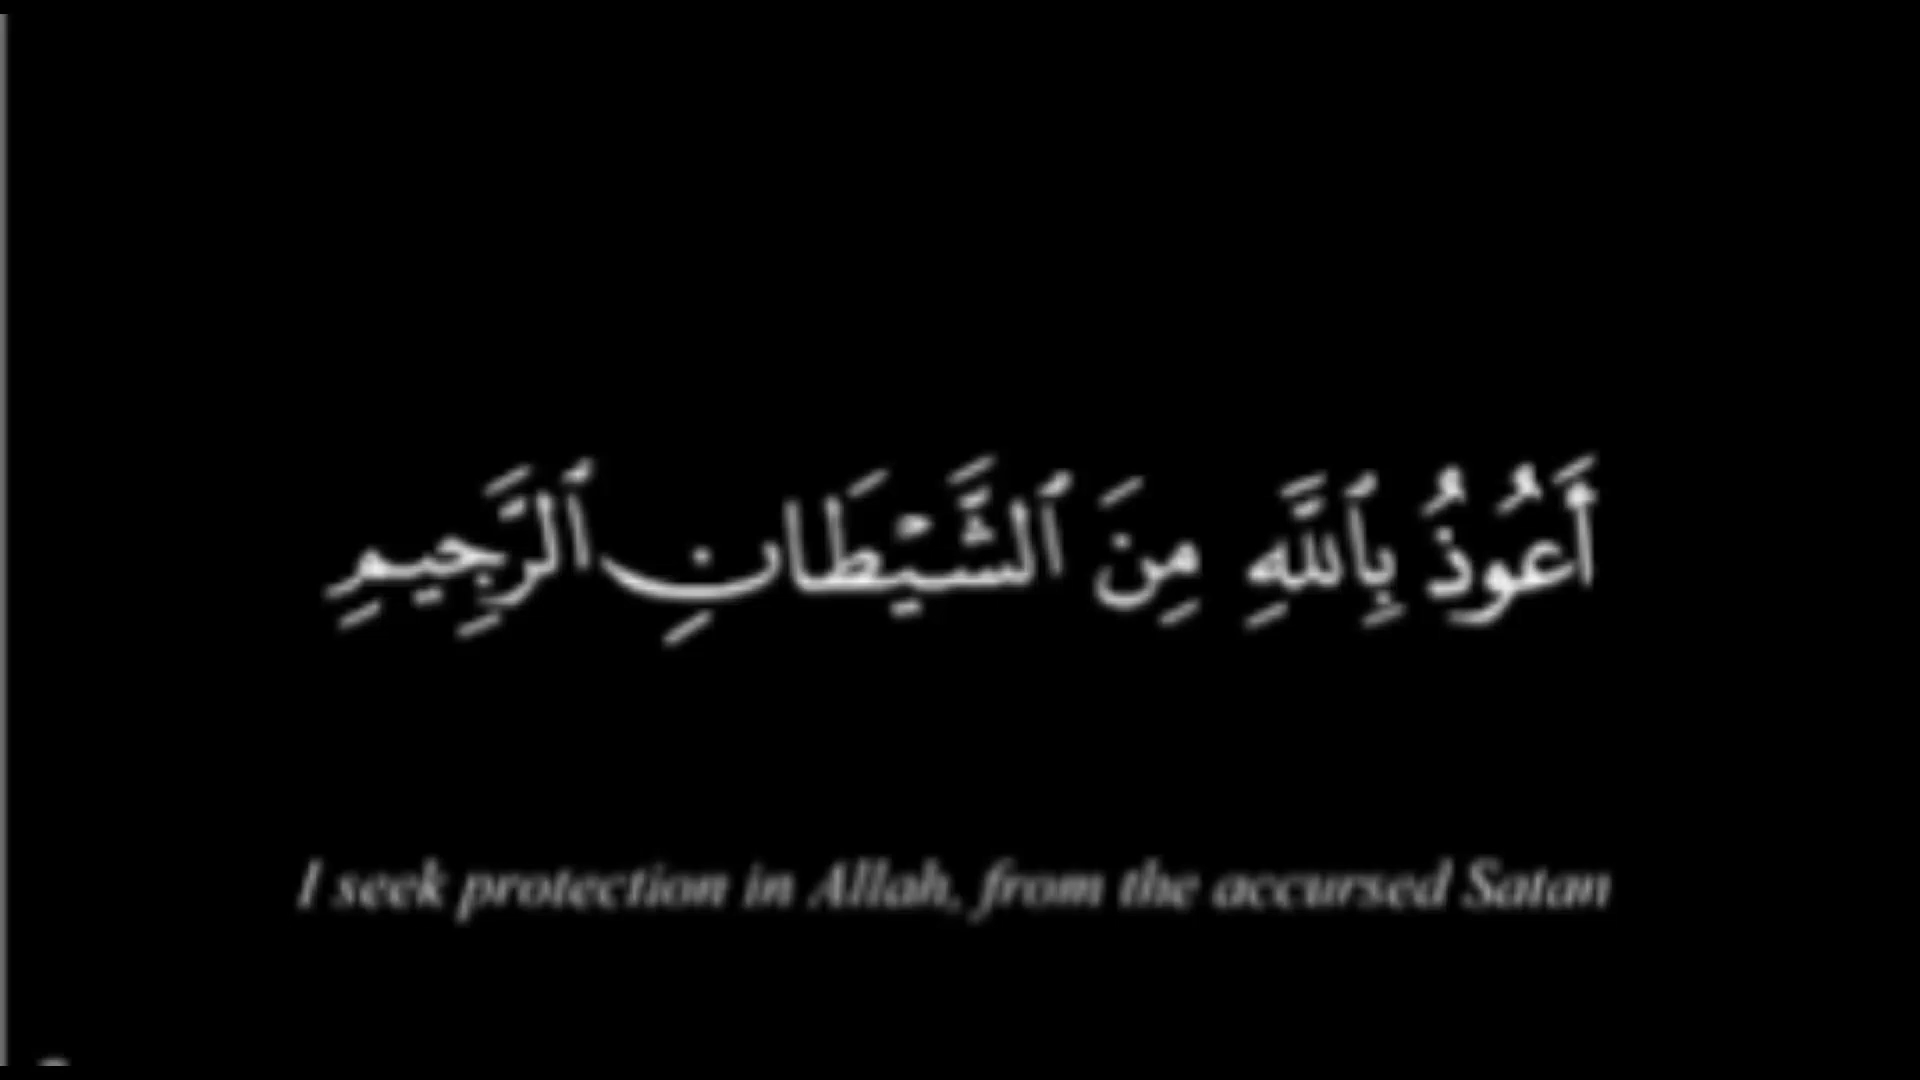 أَعُوذُ بِٱللَّهِ مِنَ ٱلشَّيْطَانِ ٱلرَّجِيمِ
I seek protection in Allah, from the accursed Satan